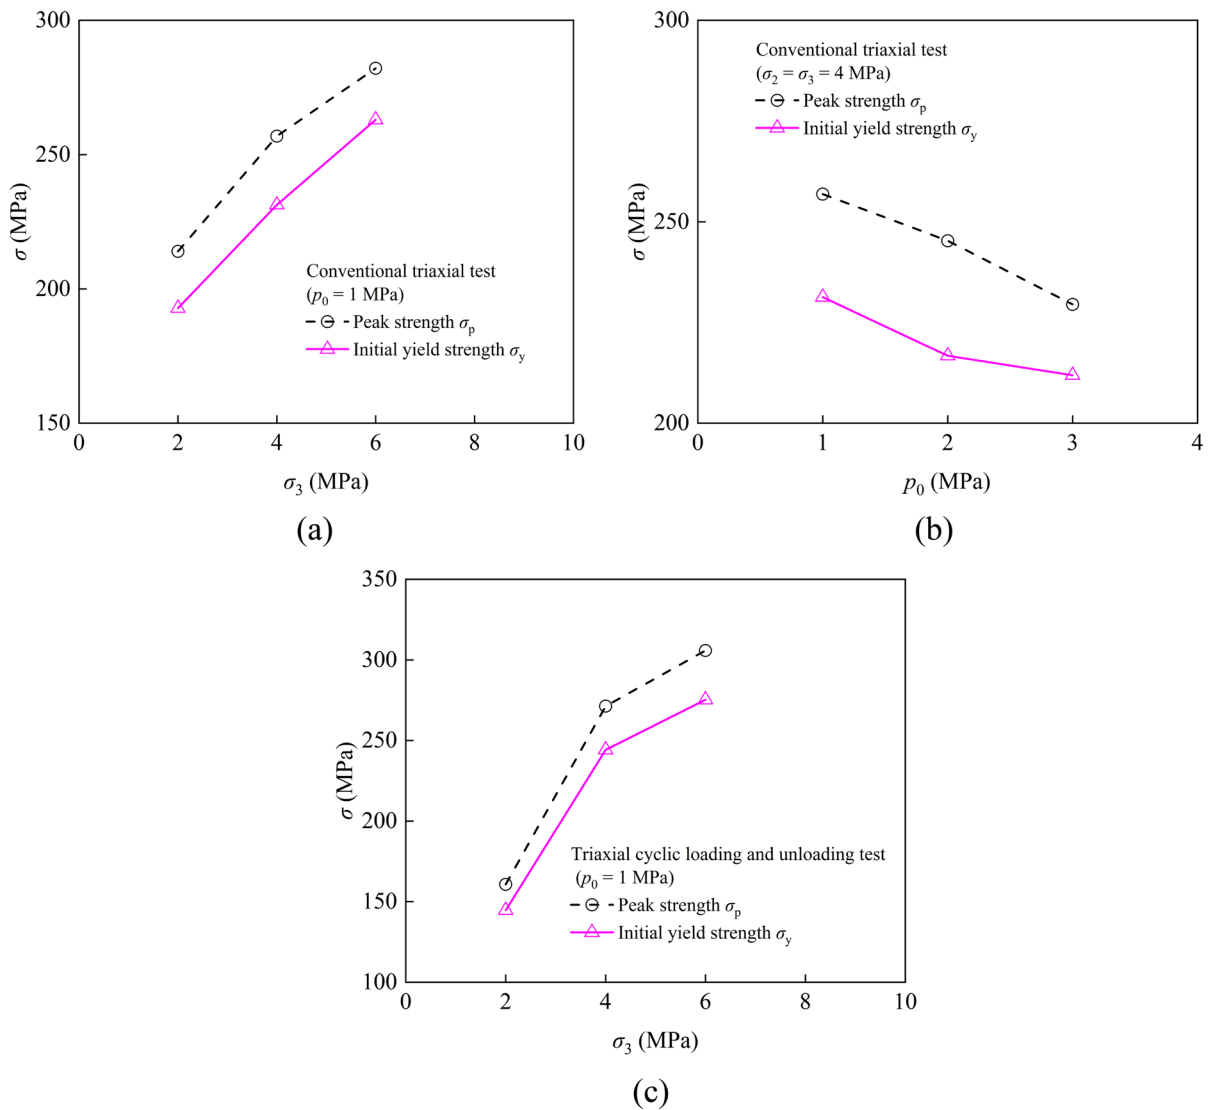 300
250
200
150
0
2
4
6
8
10
σ (MPa)
σ3 (MPa)
Conventional triaxial test
(p0 = 1 MPa)
Peak strength σp
Initial yield strength σy
(a)
300
250
200
0
1
2
3
4
σ (MPa)
p0 (MPa)
Conventional triaxial test
(σ2 = σ3 = 4 MPa)
Peak strength σp
Initial yield strength σy
(b)
350
300
250
200
150
100
0
2
4
6
8
10
σ (MPa)
σ3 (MPa)
Triaxial cyclic loading and unloading test
(p0 = 1 MPa)
Peak strength σp
Initial yield strength σy
(c)